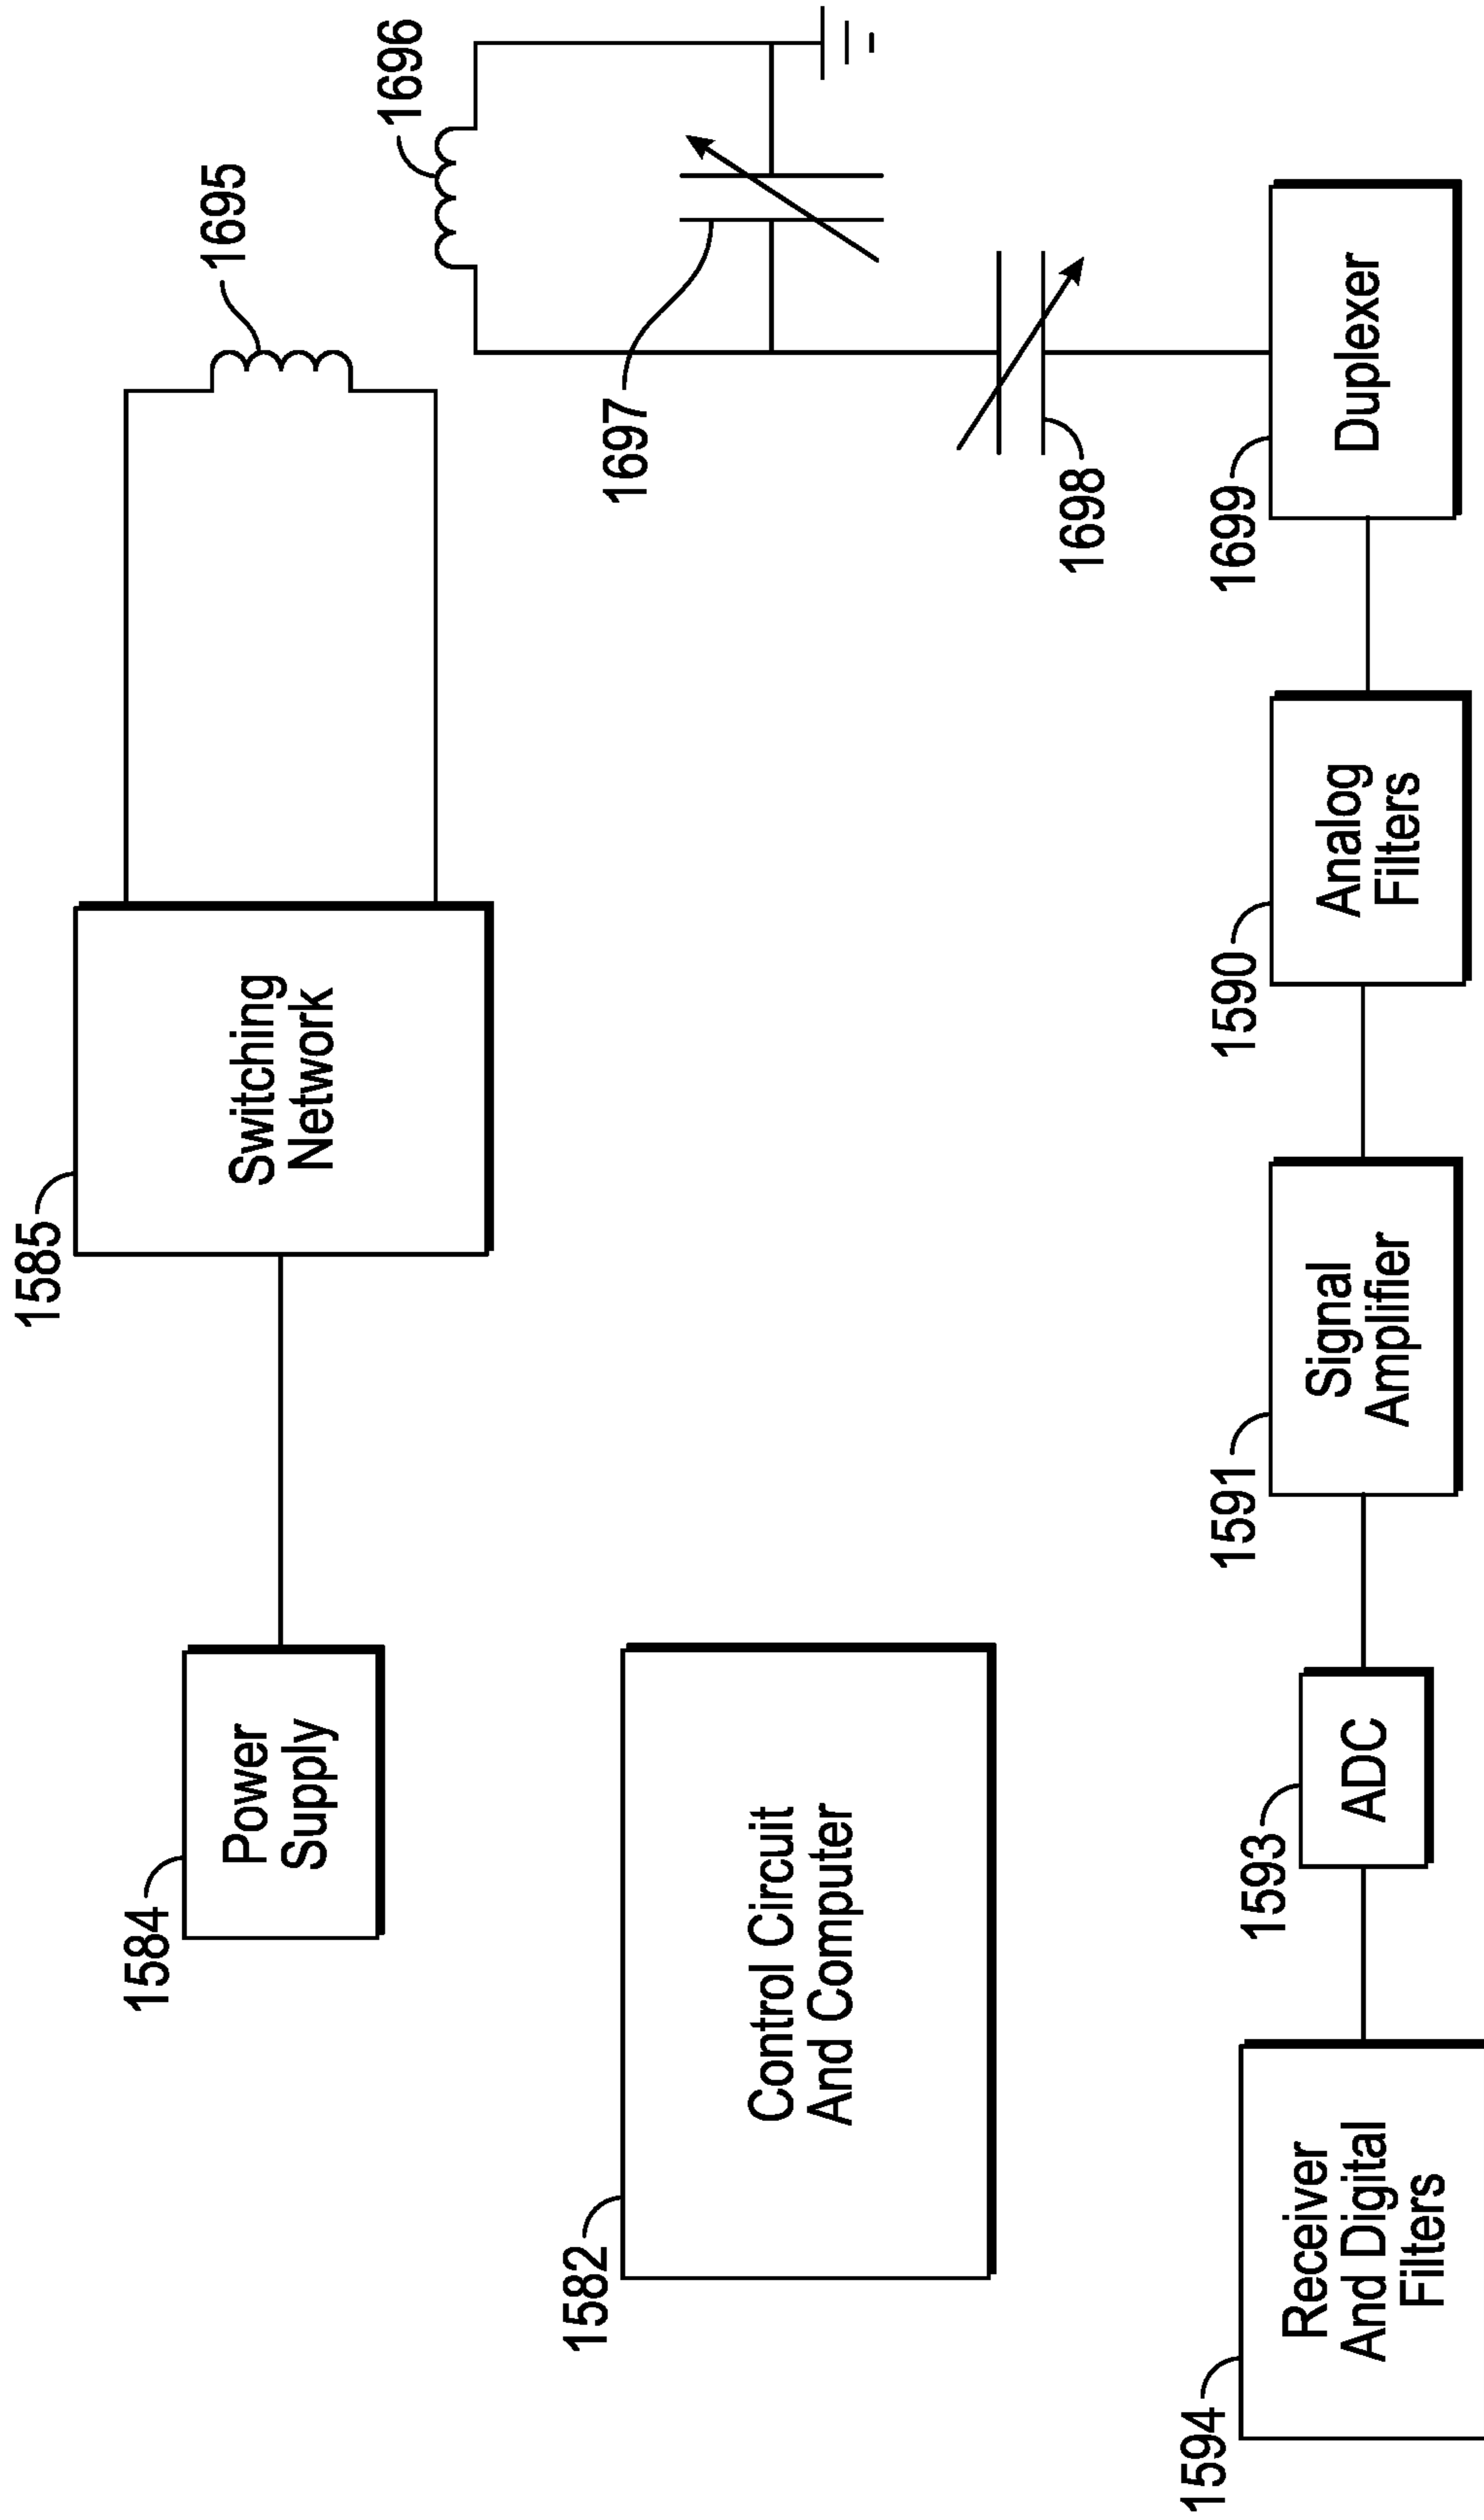 1584
Power
Supply
1585
Switching
Network
1695
1696
1582
Control Circuit
And Computer
1697
1698
1594
Receiver
And Digital
Filters
1593
ADC
1591
Signal
Amplifier
1590
Analog
Filters
1699
Duplexer